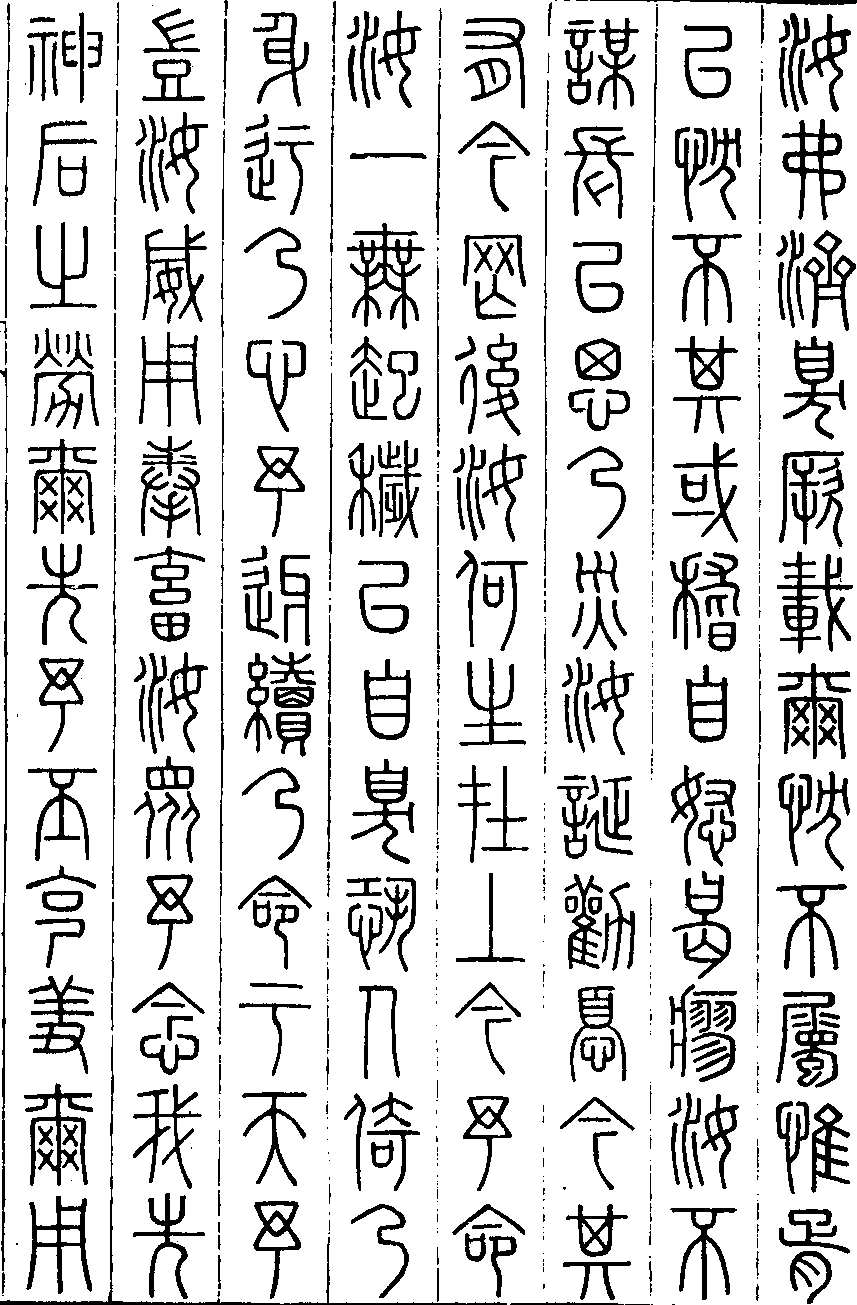 汝弗濟臭厥載爾忱不屬惟胥
以忱不其或稽自怒曷瘳汝不
謀長以思乃災汝誕勸憂今其
有今罔後汝何生在上今予命
汝一無起穢以自臭恐人倚乃
身迂乃心予迓續乃命于天予
豈汝威用奉畜汝眾予念我先
神后之勞爾先予丕克羞爾用